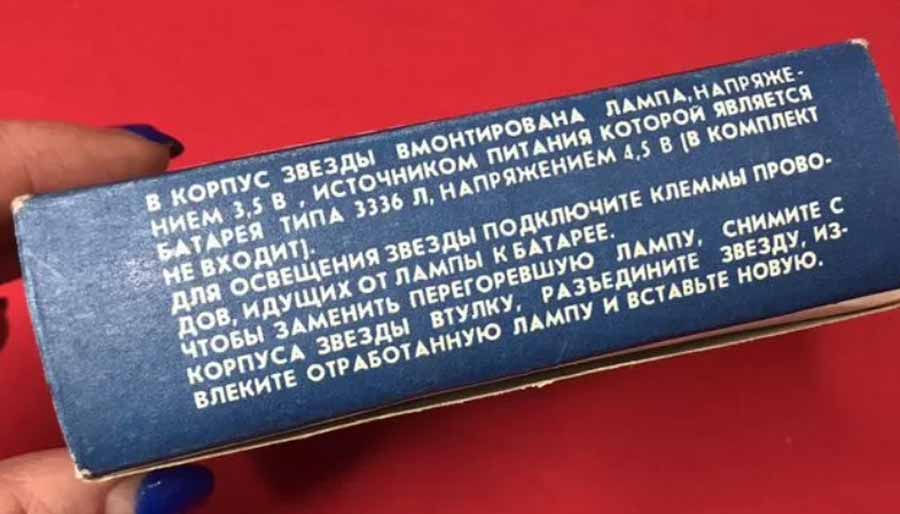 В КОРПУС ЗВЕЗДЫ ВМОНТИРОВАНА ЛАМПА, НАПРЯЖЕ-
НИЕМ 3,5 В , ИСТОЧНИКОМ ПИТАНИЯ КОТОРОЙ ЯВЛЯЕТСЯ
БАТАРЕЯ ТИПА 3336 Л, НАПРЯЖЕНИЕМ 4,5 В (В КОМПЛЕКТ
НЕ ВХОДИТ).
ДЛЯ ОСВЕЩЕНИЯ ЗВЕЗДЫ ПОДКЛЮЧИТЕ КЛЕММЫ ПРОВО-
ДОВ, ИДУЩИХ ОТ ЛАМПЫ К БАТАРЕЕ.
ЧТОБЫ ЗАМЕНИТЬ ПЕРЕГОРЕВШУЮ ЛАМПУ, СНИМИТЕ С
КОРПУСА ЗВЕЗДЫ ВТУЛКУ, РАЗЪЕДИНИТЕ ЗВЕЗДУ, ИЗ-
ВЛЕКИТЕ ОТРАБОТАННУЮ ЛАМПУ И ВСТАВЬТЕ НОВУЮ.